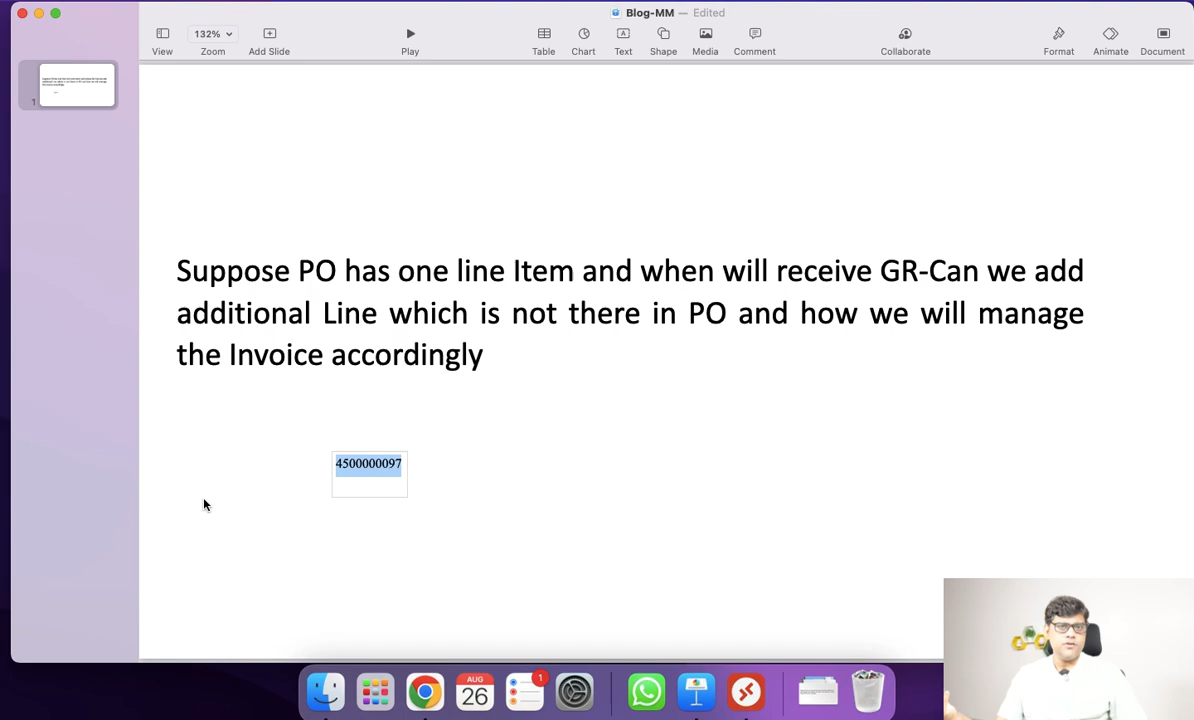 Blog-MM — Edited
132%
View
Zoom
Add Slide
Play
Table
Chart
Text
Shape
Media
Comment
Collaborate
Format
Animate
Document
1
Suppose PO has one line Item and when will receive GR-Can we add
additional Line which is not there in PO and how we will manage
the Invoice accordingly
4500000097
AUG
26
1